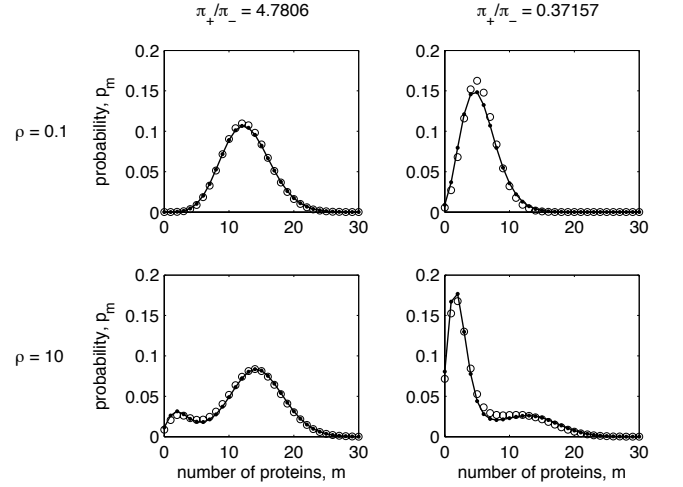 π+/π− = 4.7806
π+/π− = 0.37157
ρ = 0.1
probability, pm
0.2
0.15
0.1
0.05
0
0 10 20 30
0.2
0.15
0.1
0.05
0
0 10 20 30
ρ = 10
probability, pm
0.2
0.15
0.1
0.05
0
0 10 20 30
number of proteins, m
0.2
0.15
0.1
0.05
0
0 10 20 30
number of proteins, m